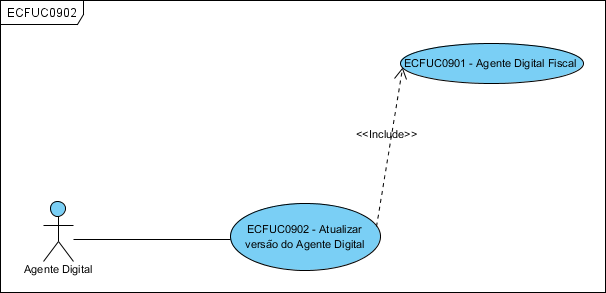 ECFUC0902
ECFUC0901 - Agente Digital Fiscal
<<Include>>
ECFUC0902 - Atualizar
versão do Agente Digital
Agente Digital